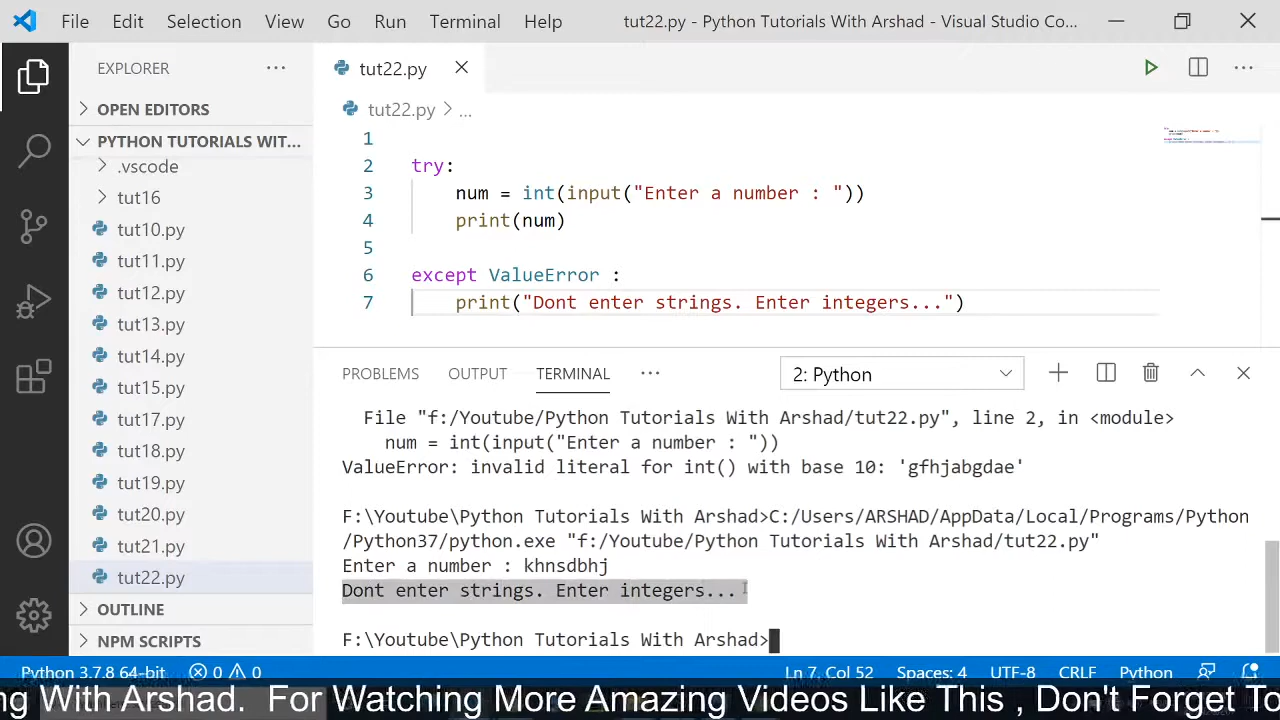 File Edit Selection View Go Run Terminal Help tut22.py - Python Tutorials With Arshad - Visual Studio Co...
EXPLORER
OPEN EDITORS
PYTHON TUTORIALS WIT...
.vscode
tut16
tut10.py
tut11.py
tut12.py
tut13.py
tut14.py
tut15.py
tut17.py
tut18.py
tut19.py
tut20.py
tut21.py
tut22.py
OUTLINE
NPM SCRIPTS
tut22.py
tut22.py > ...
1
2 try:
3 num = int(input("Enter a number : "))
4 print(num)
5
6 except ValueError :
7 print("Dont enter strings. Enter integers...")
PROBLEMS OUTPUT TERMINAL ... 2: Python
File "f:/Youtube/Python Tutorials With Arshad/tut22.py", line 2, in <module>
num = int(input("Enter a number : "))
ValueError: invalid literal for int() with base 10: 'gfhjabgdae'
F:\Youtube\Python Tutorials With Arshad>C:/Users/ARSHAD/AppData/Local/Programs/Python
/Python37/python.exe "f:/Youtube/Python Tutorials With Arshad/tut22.py"
Enter a number : khnsdbhj
Dont enter strings. Enter integers...
F:\Youtube\Python Tutorials With Arshad>
Python 3.7.8 64-bit 0 0 Ln 7, Col 52 Spaces: 4 UTF-8 CRLF Python
ng With Arshad. For Watching More Amazing Videos Like This , Don't Forget To